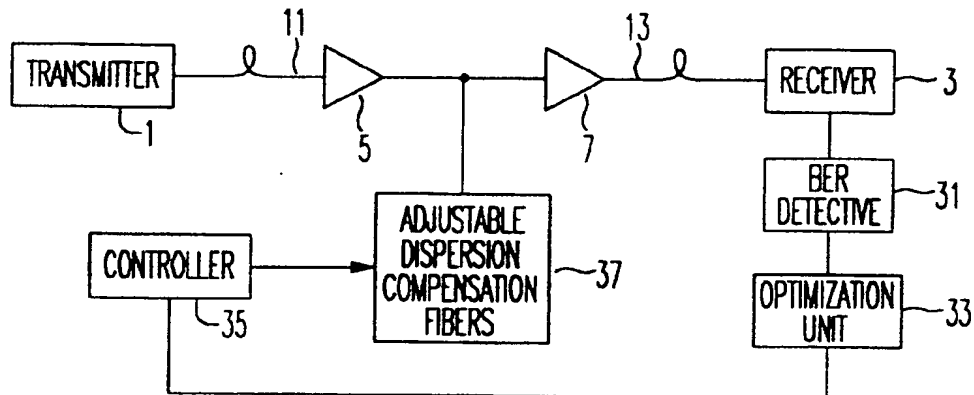 11
13
TRANSMITTER
1
5
7
RECEIVER
3
BER
DETECTIVE
31
CONTROLLER
35
ADJUSTABLE
DISPERSION
COMPENSATION
FIBERS
37
OPTIMIZATION
UNIT
33